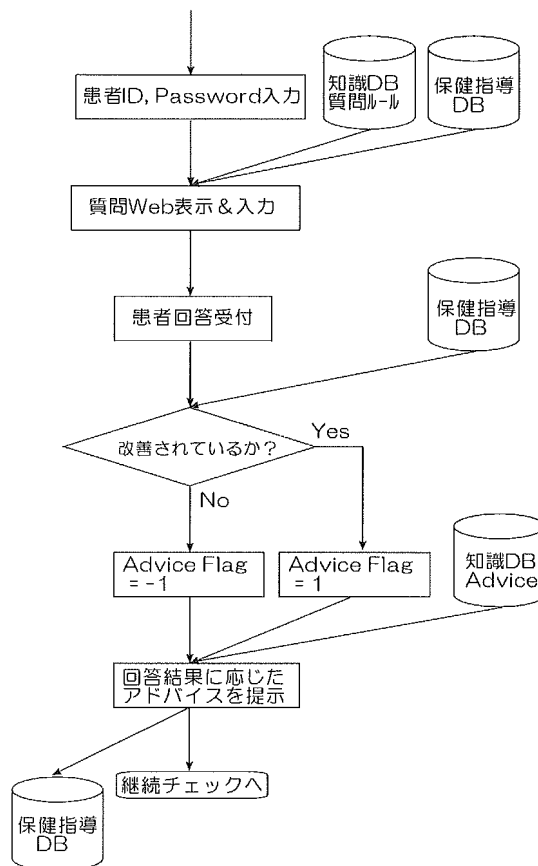 患者ID, Password入力
知識DB
質問ルール
保健指導
DB
質問Web表示＆入力
患者回答受付
保健指導
DB
改善されているか？
Yes
No
Advice Flag
= -1
Advice Flag
= 1
知識DB
Advice
回答結果に応じた
アドバイスを提示
継続チェックへ
保健指導
DB